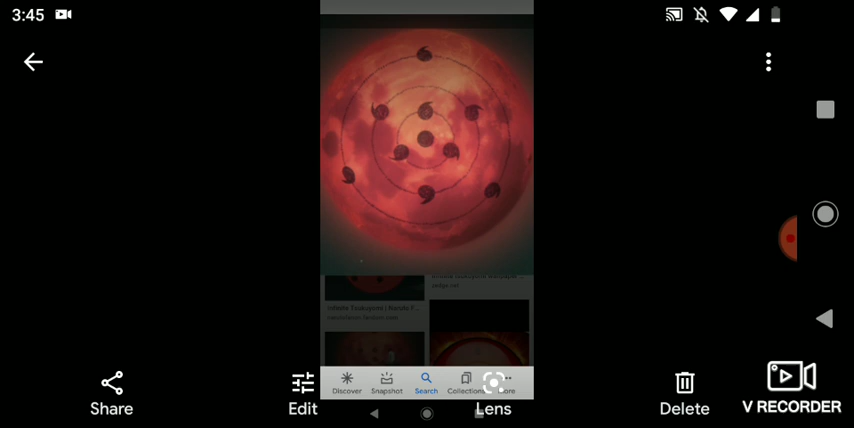 3:45
Infinite Tsukuyomi | Naruto F...
Discover
Snapshot
Search
Collections
More
Share
Edit
Lens
Delete
V RECORDER